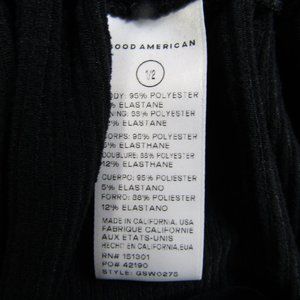 GOOD AMERICAN
1/2
BODY: 95% POLYESTER
5% ELASTANE
LINING: 88% POLYESTER
12% ELASTANE
CORPS: 95% POLYESTER
5% ELASTHANE
DOUBLURE: 88% POLYESTER
12% ELASTHANE
CUERPO: 95% POLIESTER
5% ELASTANO
FORRO: 88% POLIESTER
12% ELASTANO
MADE IN CALIFORNIA, USA
FABRIQUE CALIFORNIE
AUX ETATS-UNIS
HECHO EN CALIFORNIA, EUA
RN# 151301
PO# 42190
STYLE: GSW0275